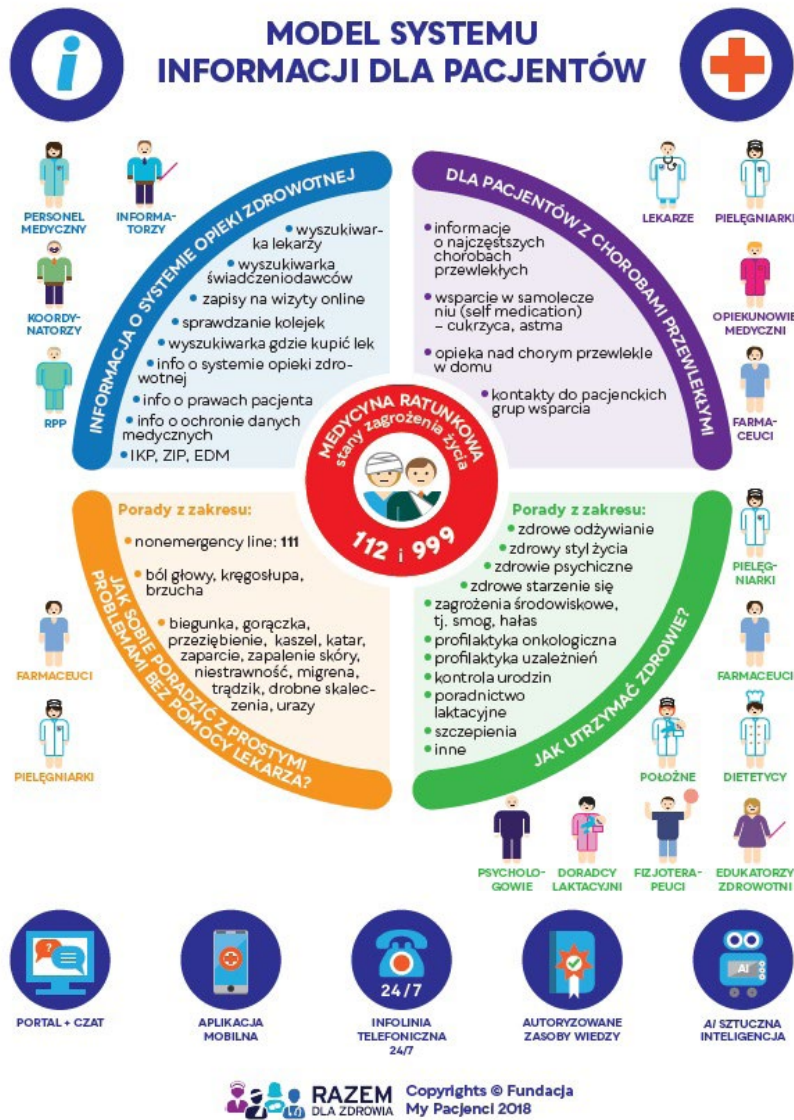 MODEL SYSTEMU
INFORMACJI DLA PACJENTÓW
PERSONEL
MEDYCZNY
INFORMA-
TORZY
KOORDY-
NATORZY
RPP
INFORMACJA O SYSTEMIE OPIEKI ZDROWOTNEJ
• wyszukiwar-
ka lekarzy
• wyszukiwarka
świadczeniodawców
• zapisy na wizyty online
• sprawdzanie kolejek
• wyszukiwarka gdzie kupić lek
• info o systemie opieki zdro-
wotnej
• info o prawach pacjenta
• info o ochronie danych
medycznych
• IKP, ZIP, EDM
DLA PACJENTÓW Z CHOROBAMI PRZEWLEKŁYMI
• informacje
o najczęstszych
chorobach
przewlekłych
• wsparcie w samolecze
niu (self medication)
– cukrzyca, astma
• opieka nad chorym przewlekle
w domu
• kontakty do pacjenckich
grup wsparcia
LEKARZE
PIELĘGNIARKI
OPIEKUNOWIE
MEDYCZNI
FARMA-
CEUCI
MEDYCYNA RATUNKOWA
stany zagrożenia życia
112 i 999
Porady z zakresu:
• nonemergency line: 111
• ból głowy, kręgosłupa,
brzucha
• biegunka, gorączka,
przeziębienie, kaszel, katar,
zaparcie, zapalenie skóry,
niestrawność, migrena,
trądzik, drobne skalec-
zenia, urazy
JAK SOBIE PORADZIĆ Z PROSTYMI
PROBLEMAMI BEZ POMOCY LEKARZA?
FARMACEUCI
PIELĘGNIARKI
Porady z zakresu:
• zdrowe odżywianie
• zdrowy styl życia
• zdrowie psychiczne
• zdrowe starzenie się
• zagrożenia środowiskowe,
tj. smog, hałas
• profilaktyka onkologiczna
• profilaktyka uzależnień
• kontrola urodzin
• poradnictwo
laktacyjne
• szczepienia
• inne
JAK UTRZYMAĆ ZDROWIE?
PIELĘG-
NIARKI
FARMACEUCI
POŁOŻNE
DIETETYCY
PSYCHOLO-
GOWIE
DORADCY
LAKTACYJNI
FIZJOTERA-
PEUCI
EDUKATORZY
ZDROWOTNI
24/7
AI
PORTAL + CZAT
APLIKACJA
MOBILNA
INFOLINIA
TELEFONICZNA
24/7
AUTORYZOWANE
ZASOBY WIEDZY
AI SZTUCZNA
INTELIGENCJA
RAZEM
DLA ZDROWIA
Copyrights © Fundacja
My Pacjenci 2018